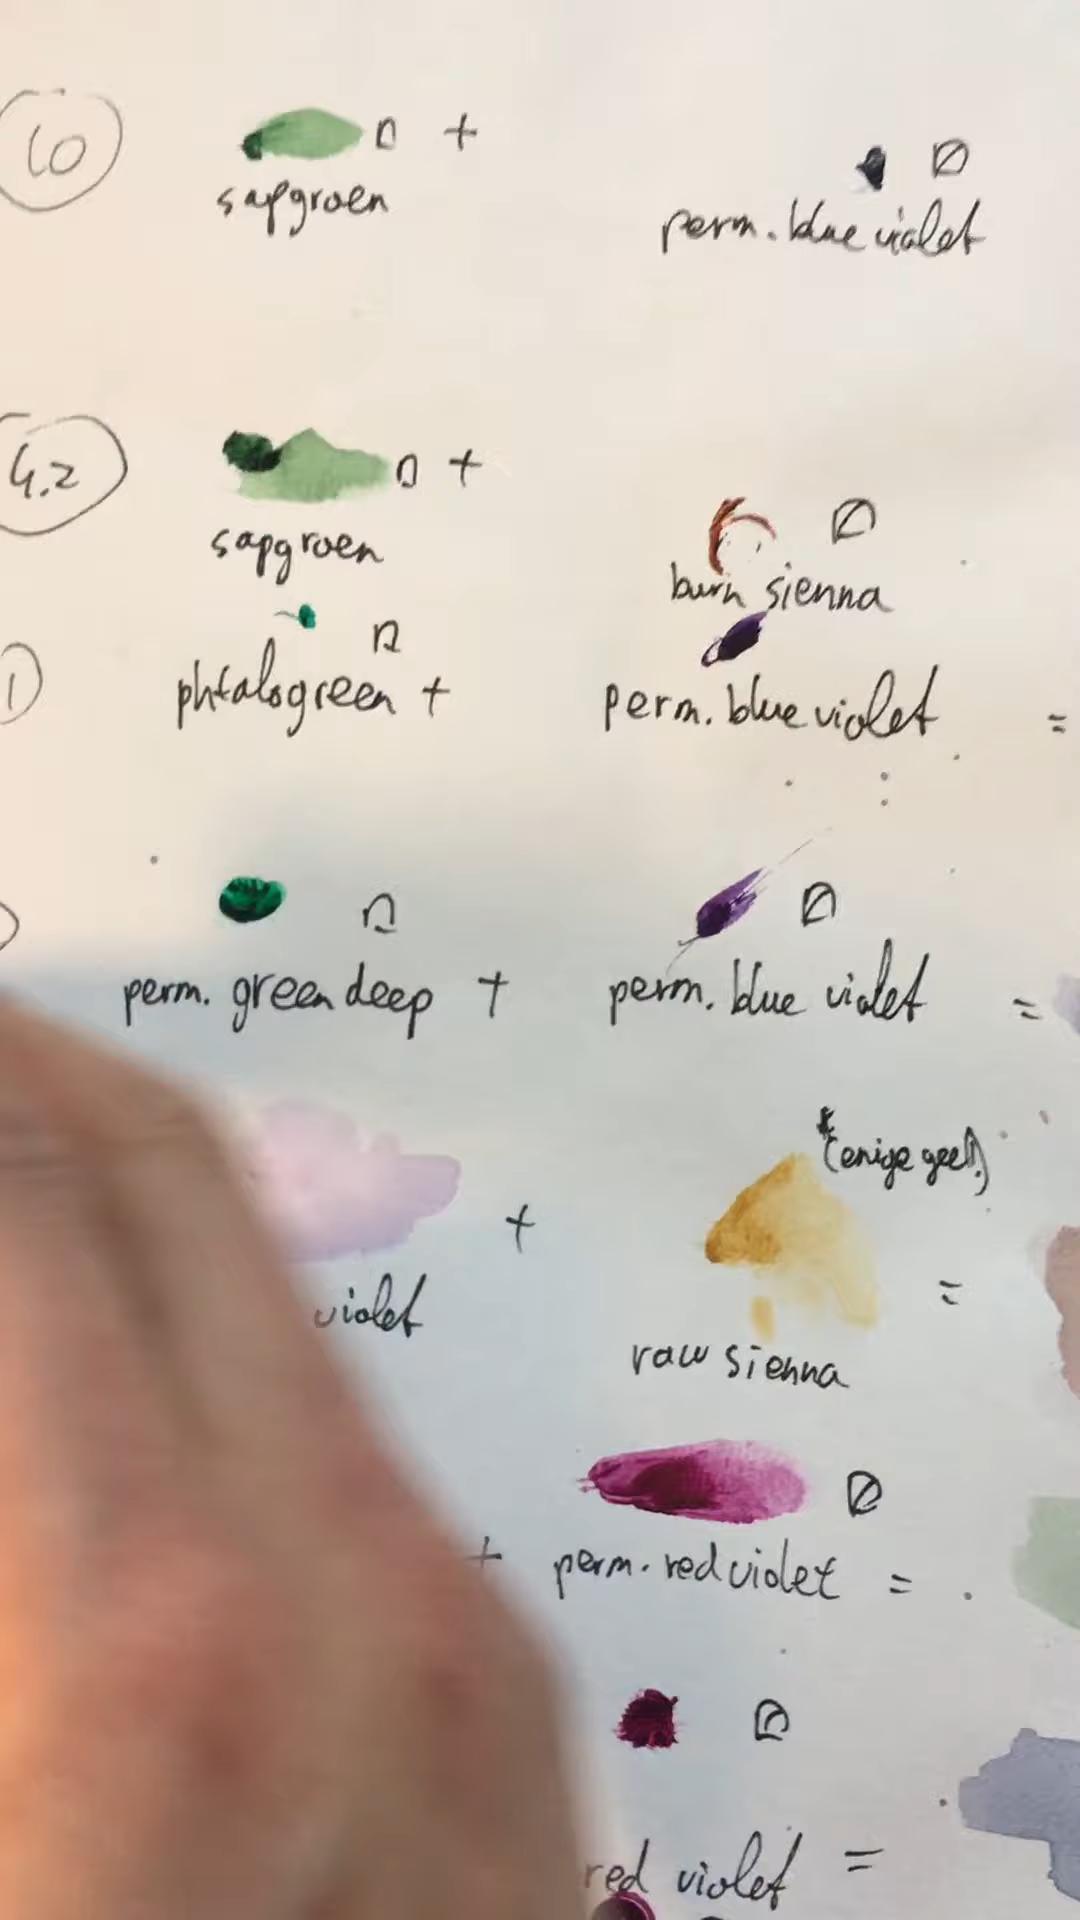 10
+
sapgroen
perm. blue violet
4.2
+
sapgroen
burn sienna
1
phtalogreen +
perm. blue violet =
perm. green deep +
perm. blue violet =
*(enige geel!)
+
=
violet
raw sienna
+ perm. red violet =
red violet =